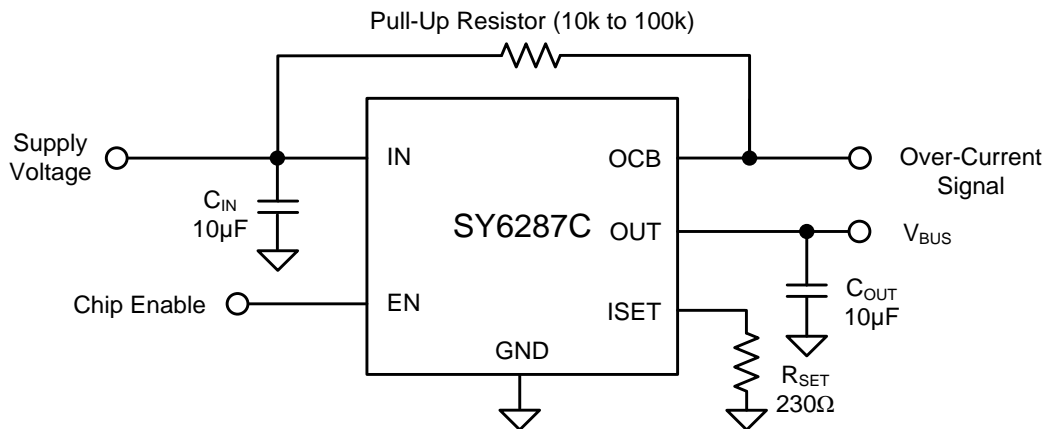 Pull-Up Resistor (10k to 100k)
Supply
Voltage
IN
OCB
Over-Current
Signal
CIN
10µF
SY6287C
OUT
VBUS
Chip Enable
EN
ISET
COUT
10µF
GND
RSET
230Ω